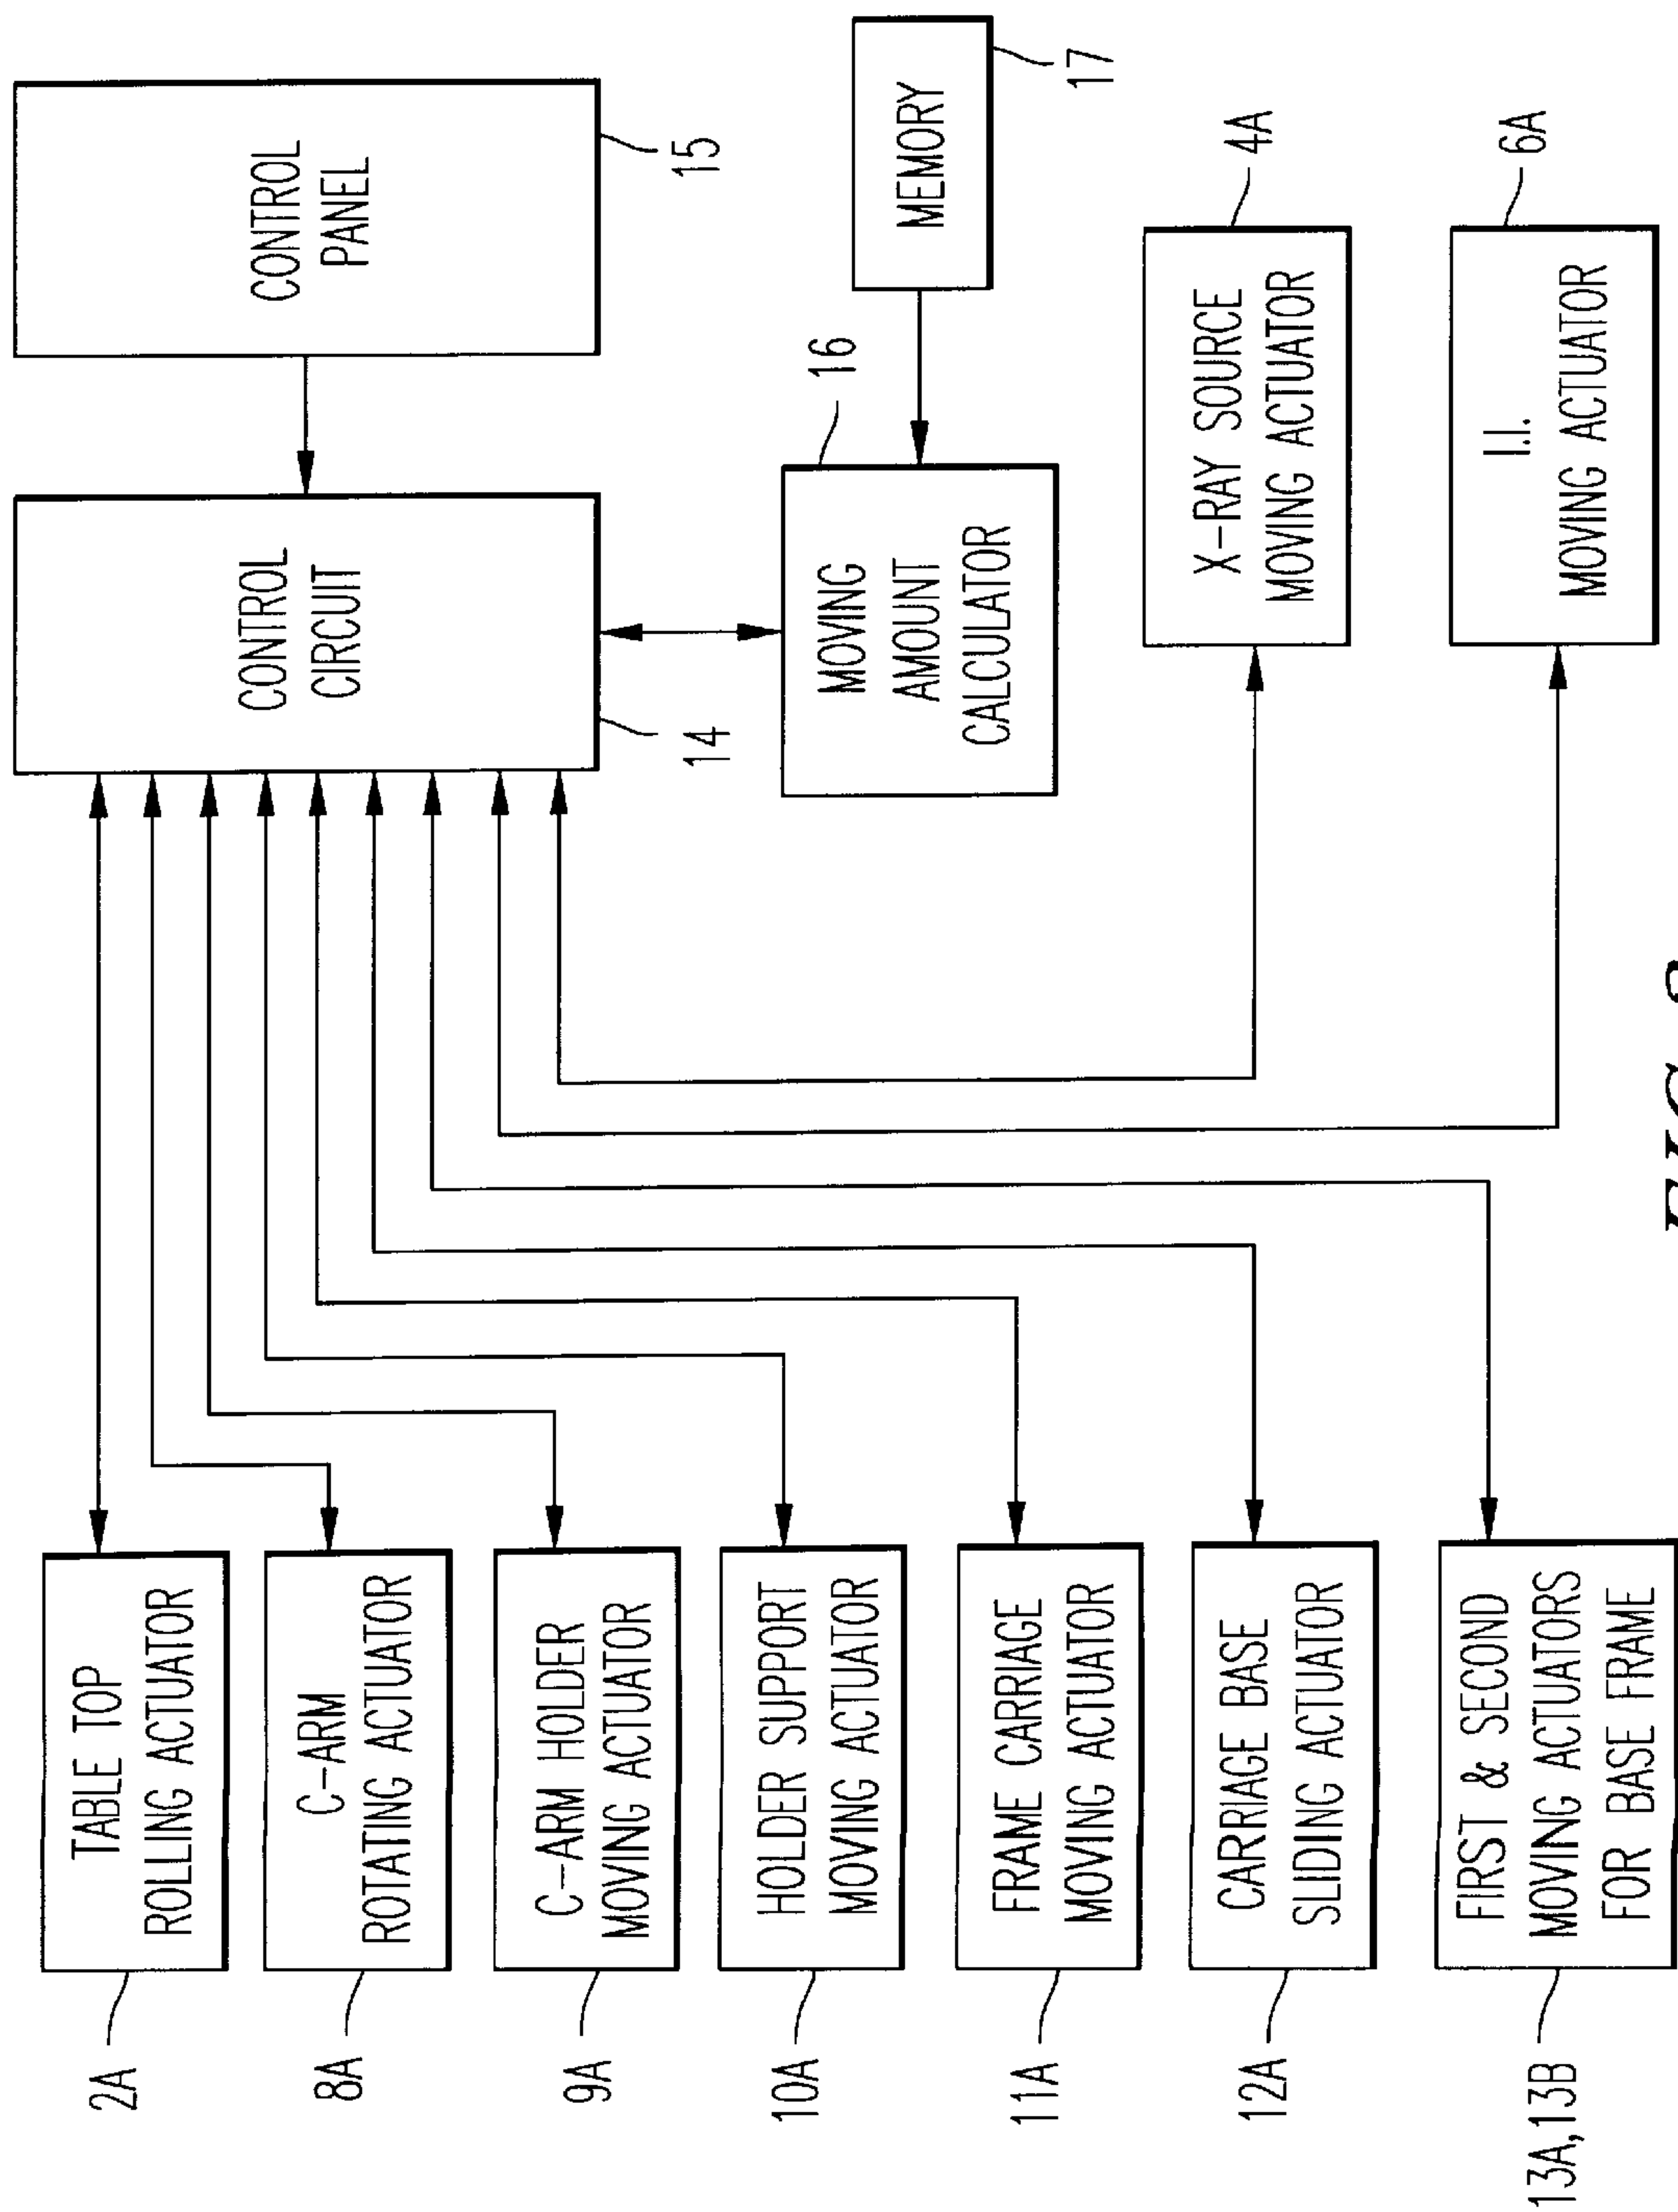 2A
TABLE TOP
ROLLING ACTUATOR
8A
C-ARM
ROTATING ACTUATOR
9A
C-ARM HOLDER
MOVING ACTUATOR
10A
HOLDER SUPPORT
MOVING ACTUATOR
11A
FRAME CARRIAGE
MOVING ACTUATOR
12A
CARRIAGE BASE
SLIDING ACTUATOR
13A,13B
FIRST & SECOND
MOVING ACTUATORS
FOR BASE FRAME
CONTROL
CIRCUIT
14
CONTROL
PANEL
15
MOVING
AMOUNT
CALCULATOR
16
MEMORY
17
X-RAY SOURCE
MOVING ACTUATOR
4A
I.I.
MOVING ACTUATOR
6A
FIG.